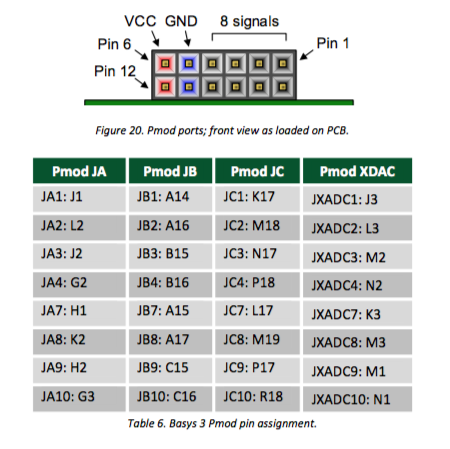 VCC GND 8 signals
Pin 6 Pin 1
Pin 12
Figure 20. Pmod ports; front view as loaded on PCB.
Pmod JA Pmod JB Pmod JC Pmod XDAC
JA1: J1 JB1: A14 JC1: K17 JXADC1: J3
JA2: L2 JB2: A16 JC2: M18 JXADC2: L3
JA3: J2 JB3: B15 JC3: N17 JXADC3: M2
JA4: G2 JB4: B16 JC4: P18 JXADC4: N2
JA7: H1 JB7: A15 JC7: L17 JXADC7: K3
JA8: K2 JB8: A17 JC8: M19 JXADC8: M3
JA9: H2 JB9: C15 JC9: P17 JXADC9: M1
JA10: G3 JB10: C16 JC10: R18 JXADC10: N1
Table 6. Basys 3 Pmod pin assignment.